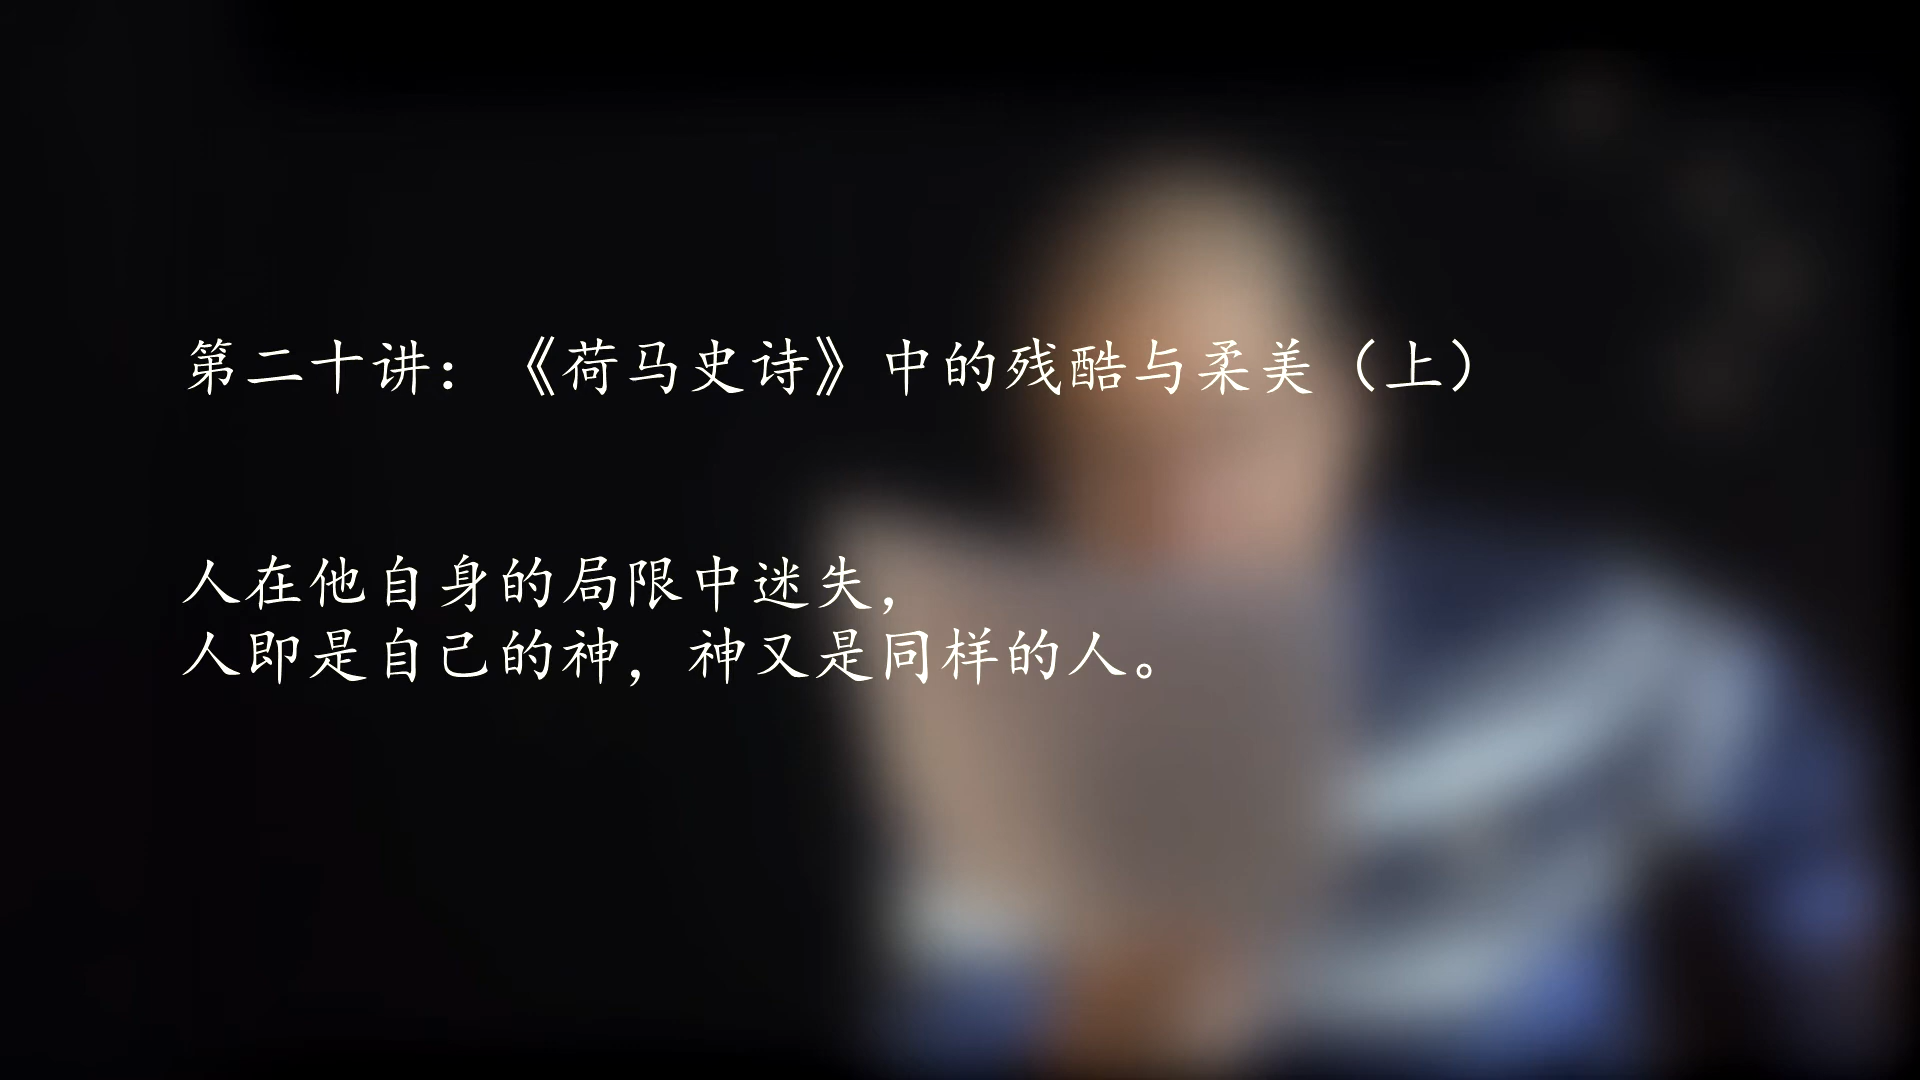 第二十讲：《荷马史诗》中的残酷与柔美（上）
人在他自身的局限中迷失，
人即是自己的神，神又是同样的人。